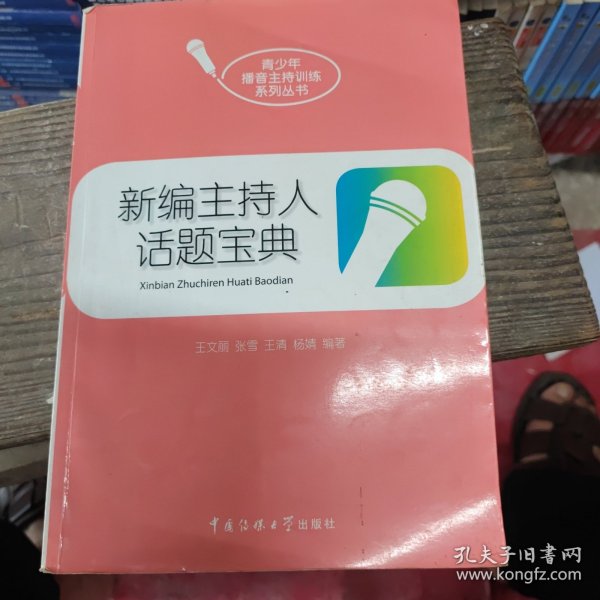 青少年
播音主持训练
系列丛书
新编主持人
话题宝典
Xinbian Zhuchiren Huati Baodian
王文丽 张雪 王清 杨婧 编著
中国传媒大学出版社
孔夫子旧书网
www.kongfz.com